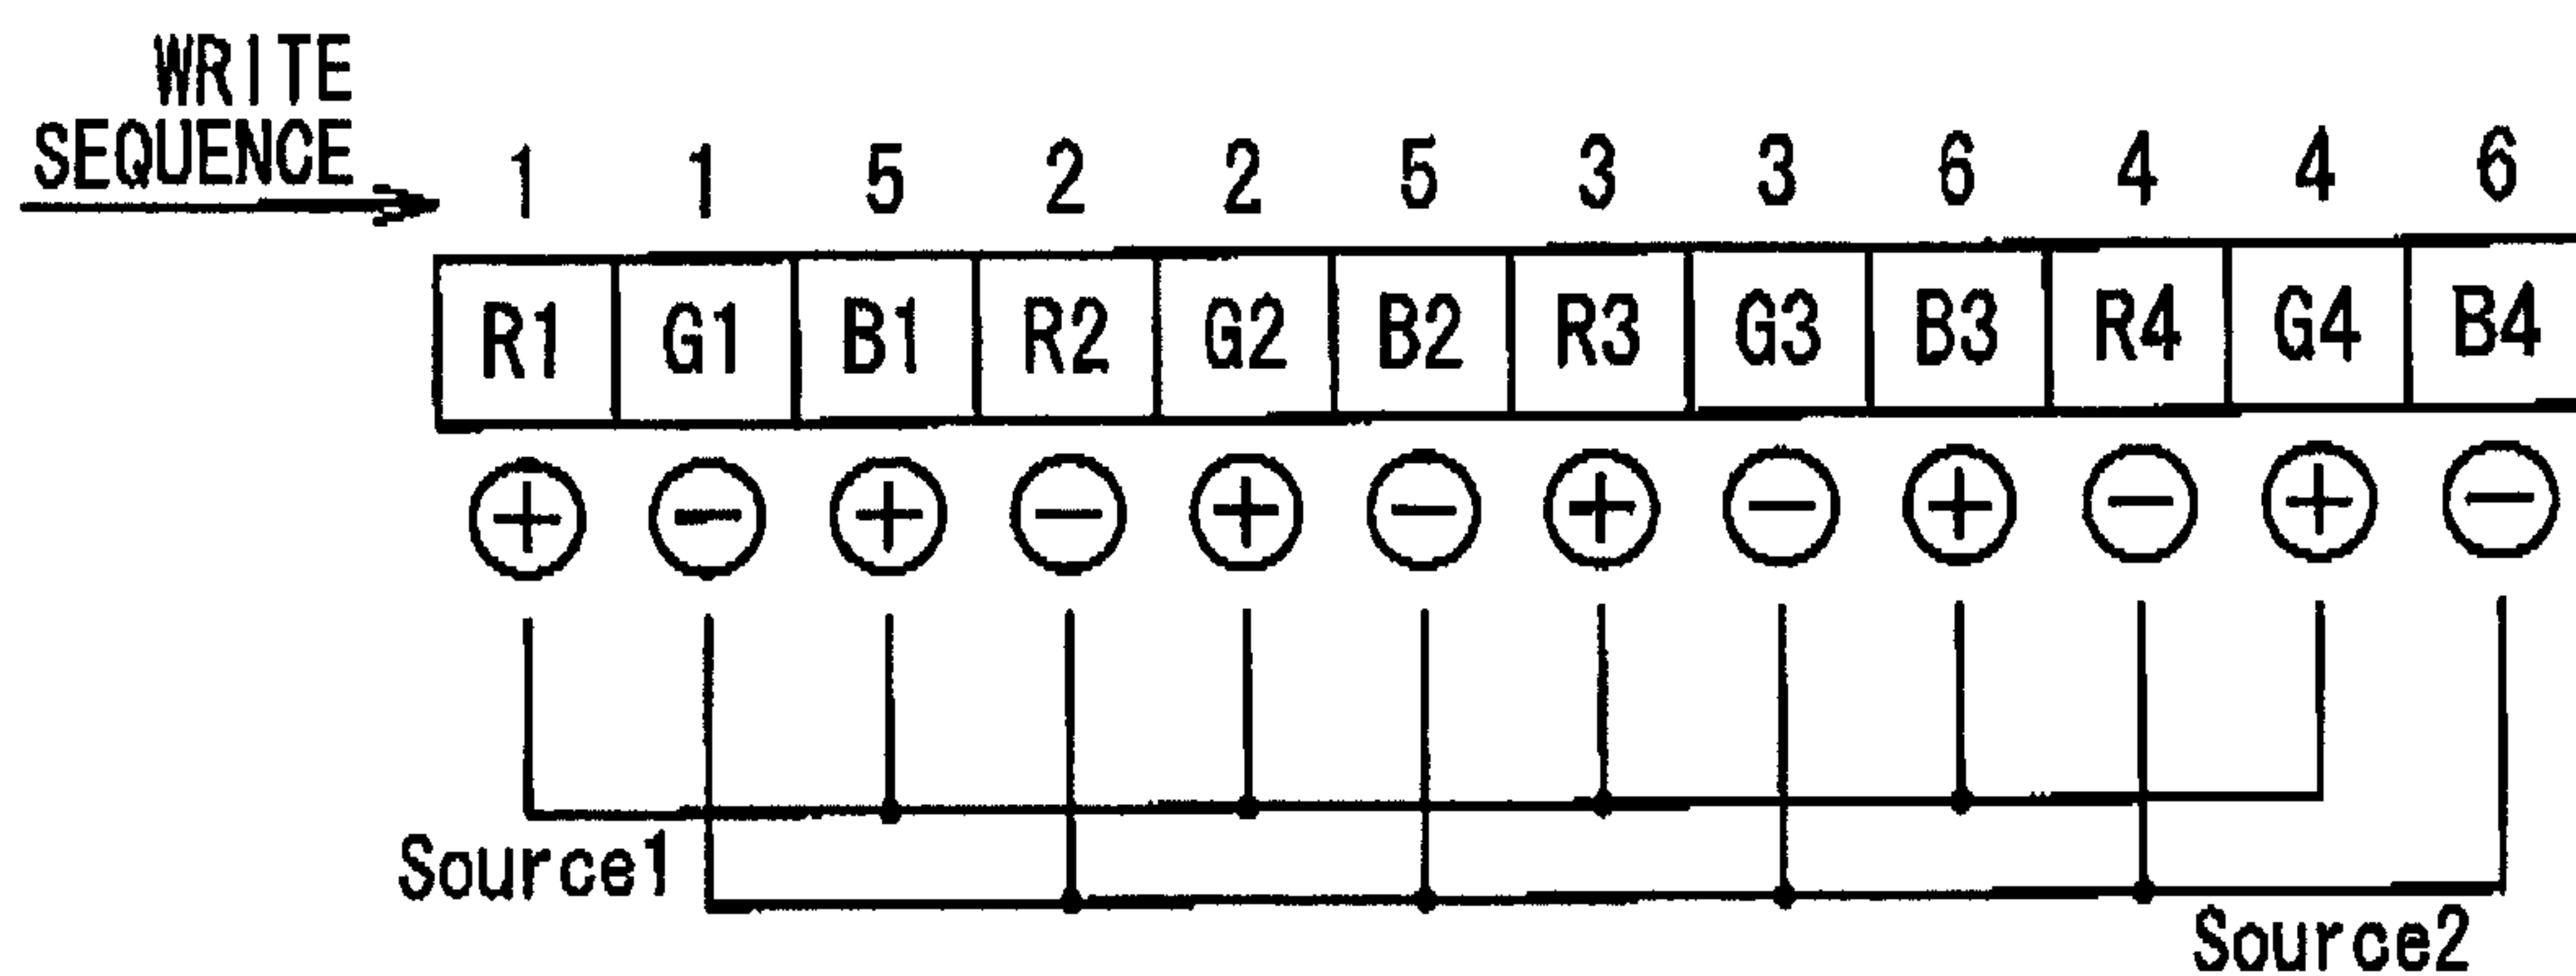 WRITE
SEQUENCE
1 1 5 2 2 5 3 3 6 4 4 6
R1 G1 B1 R2 G2 B2 R3 G3 B3 R4 G4 B4
+ − + − + − + − + − + −
Source1
Source2